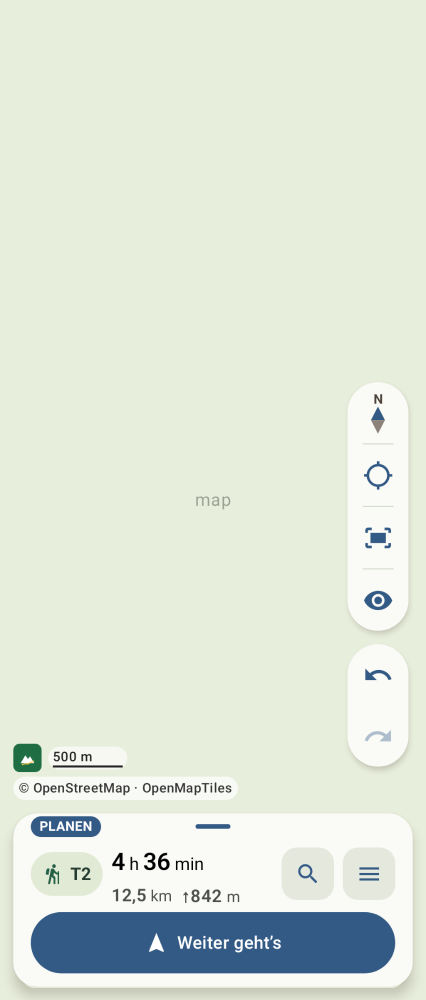 N
map
500 m
© OpenStreetMap · OpenMapTiles
PLANEN
T2
4 h 36 min
12,5 km ↑842 m
Weiter geht’s